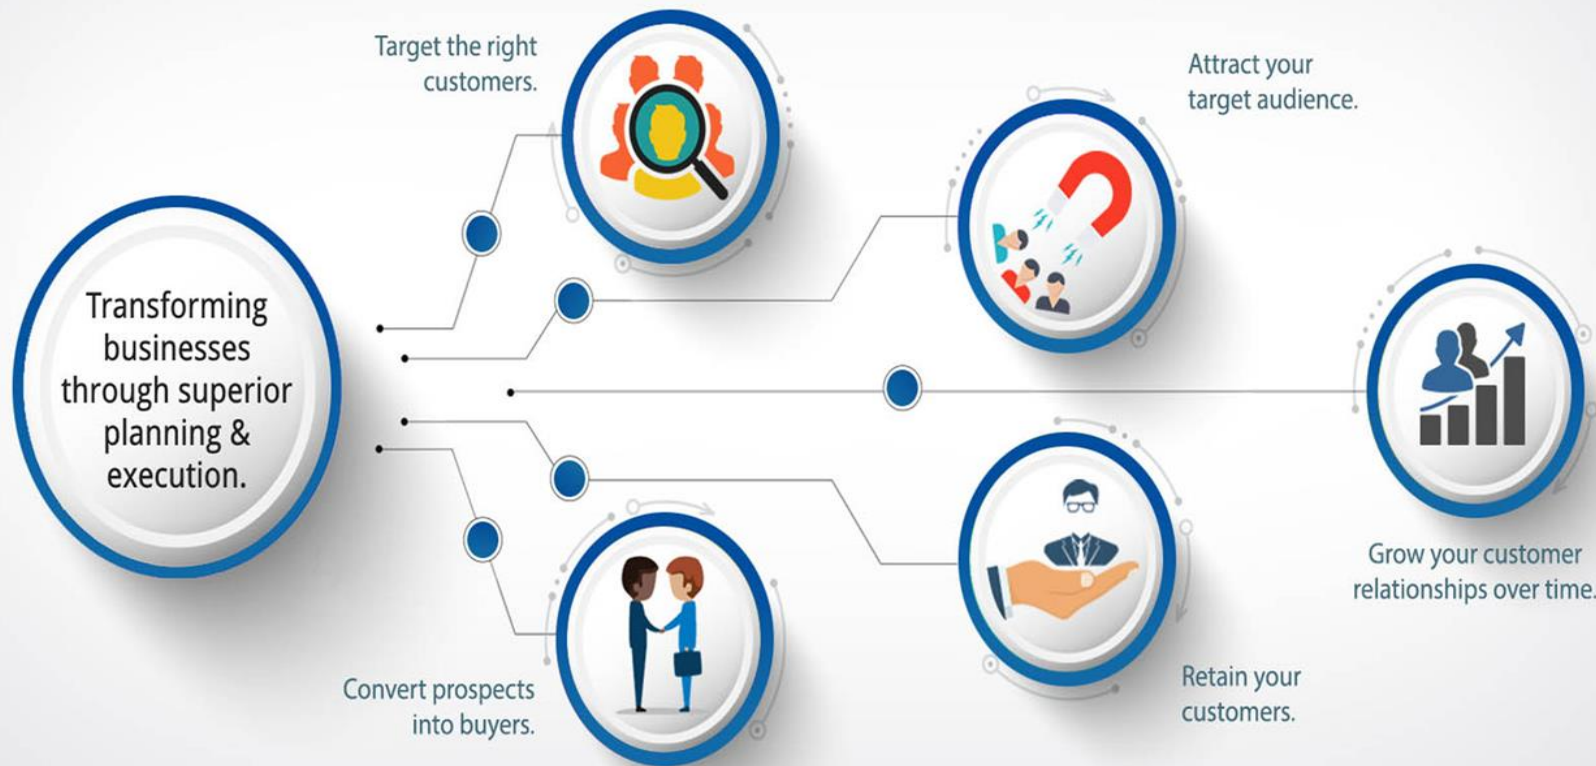 Target the right
customers.
Attract your
target audience.
Transforming
businesses
through superior
planning &
execution.
Grow your customer
relationships over time.
Convert prospects
into buyers.
Retain your
customers.